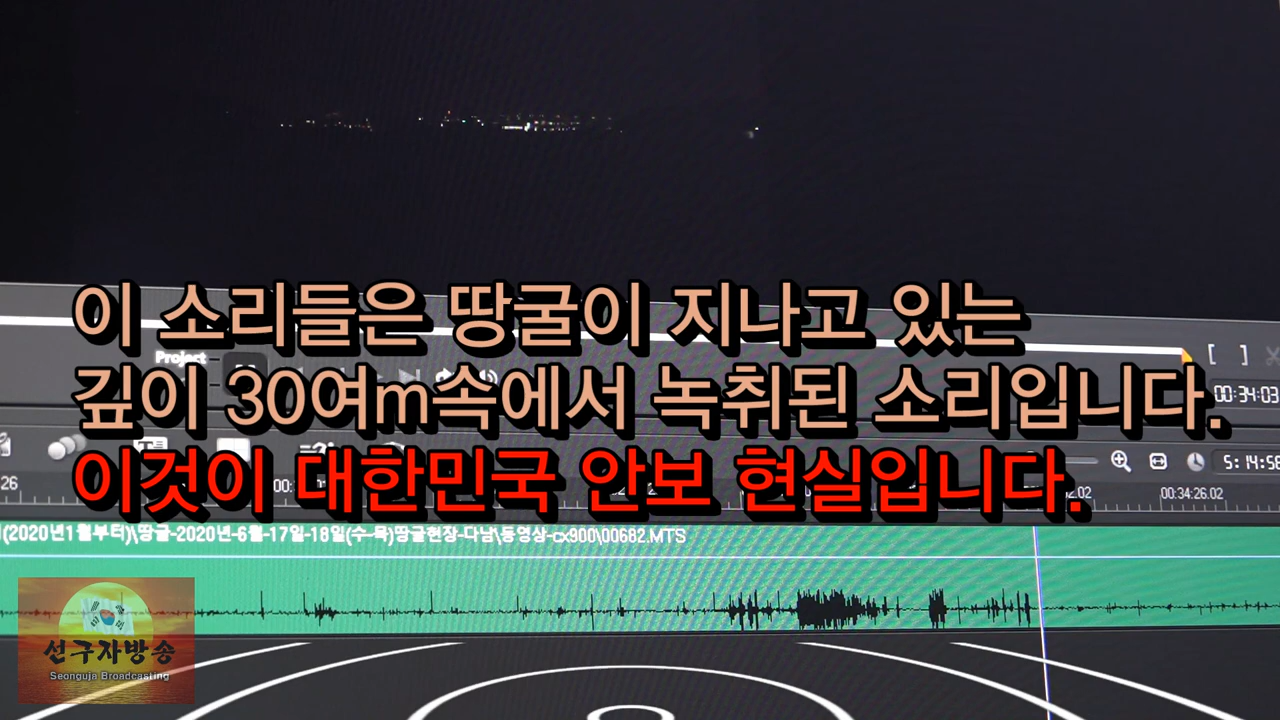 이 소리들은 땅굴이 지나고 있는
Project
[ ]
깊이 30여m속에서 녹취된 소리입니다.
00:34:03
이것이 대한민국 안보 현실입니다.
5:14:58
26
00:34:26.02
(2020년1월부터)\땅굴-2020년-6월-17일-18일(수-목)땅굴현장-다남\동영상-cx900\00682.MTS
선구자방송
Seonguja Broadcasting